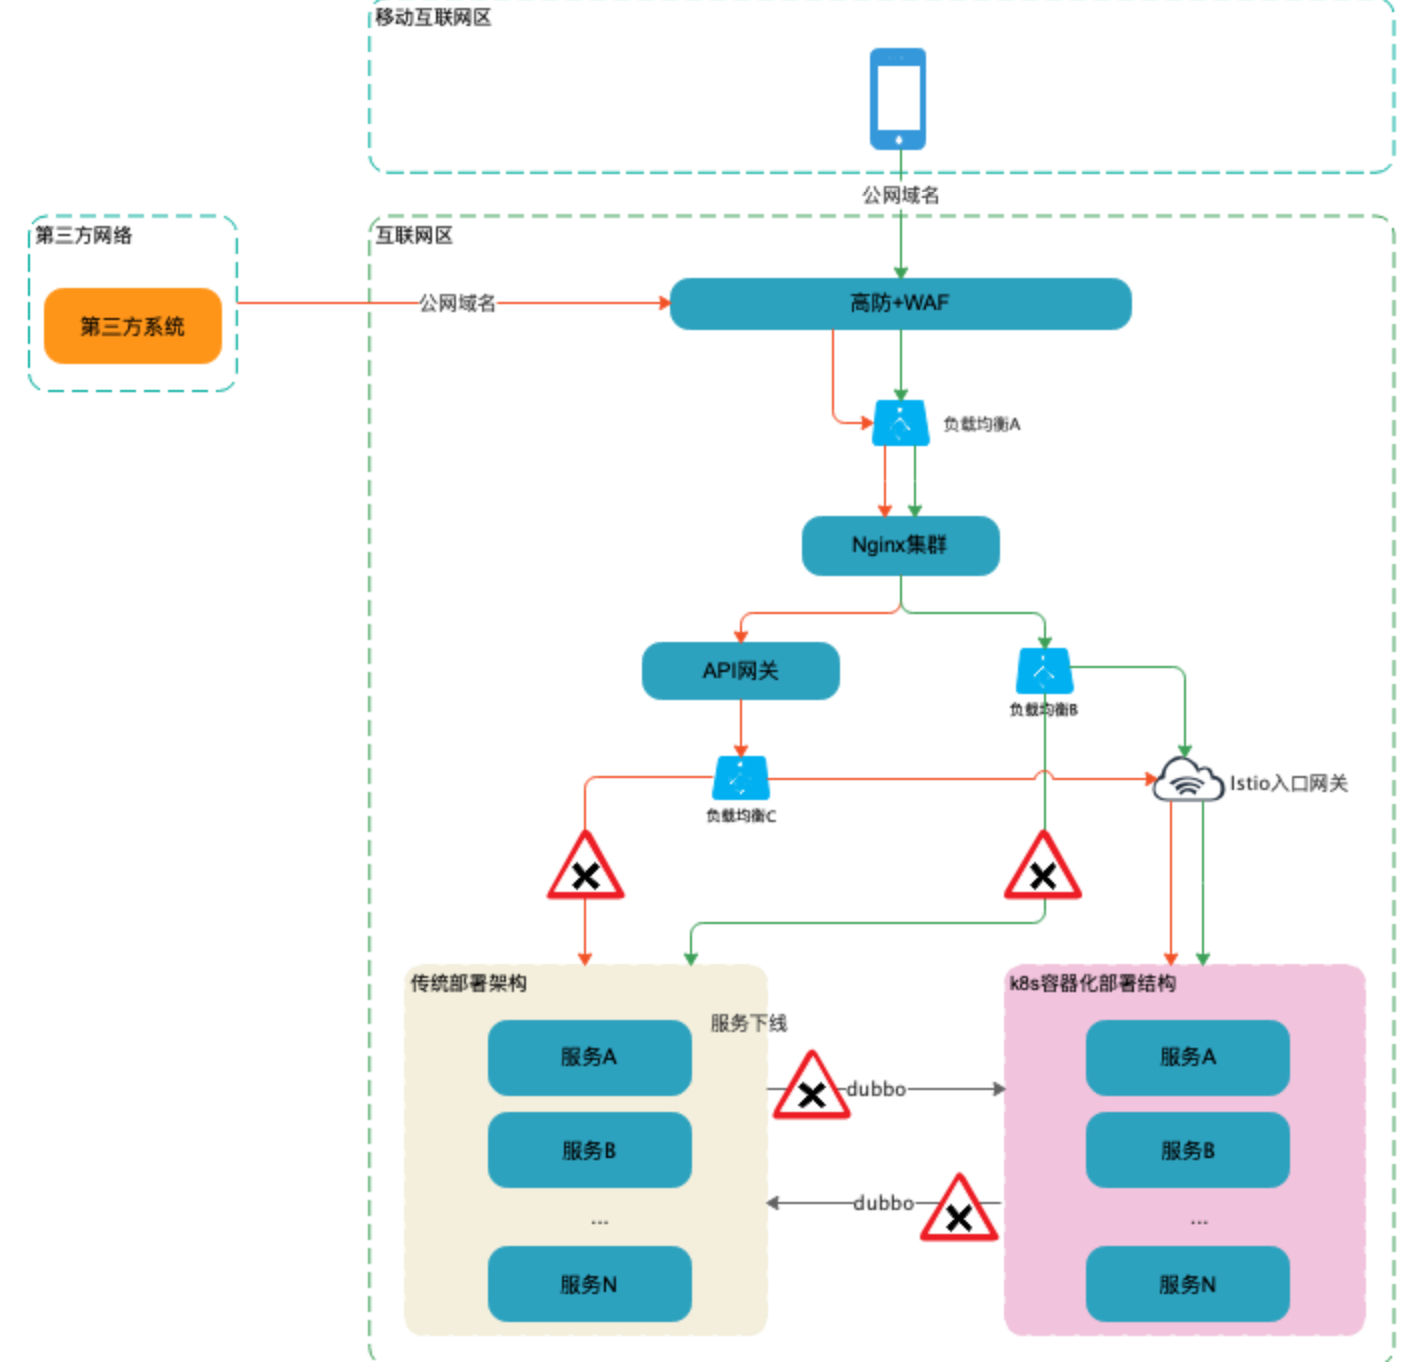 移动互联网区
公网域名
第三方网络
互联网区
第三方系统
公网域名
高防+WAF
负载均衡A
Nginx集群
API网关
负载均衡B
负载均衡C
Istio入口网关
传统部署架构
k8s容器化部署结构
服务下线
服务A
服务A
dubbo
服务B
服务B
dubbo
...
...
服务N
服务N